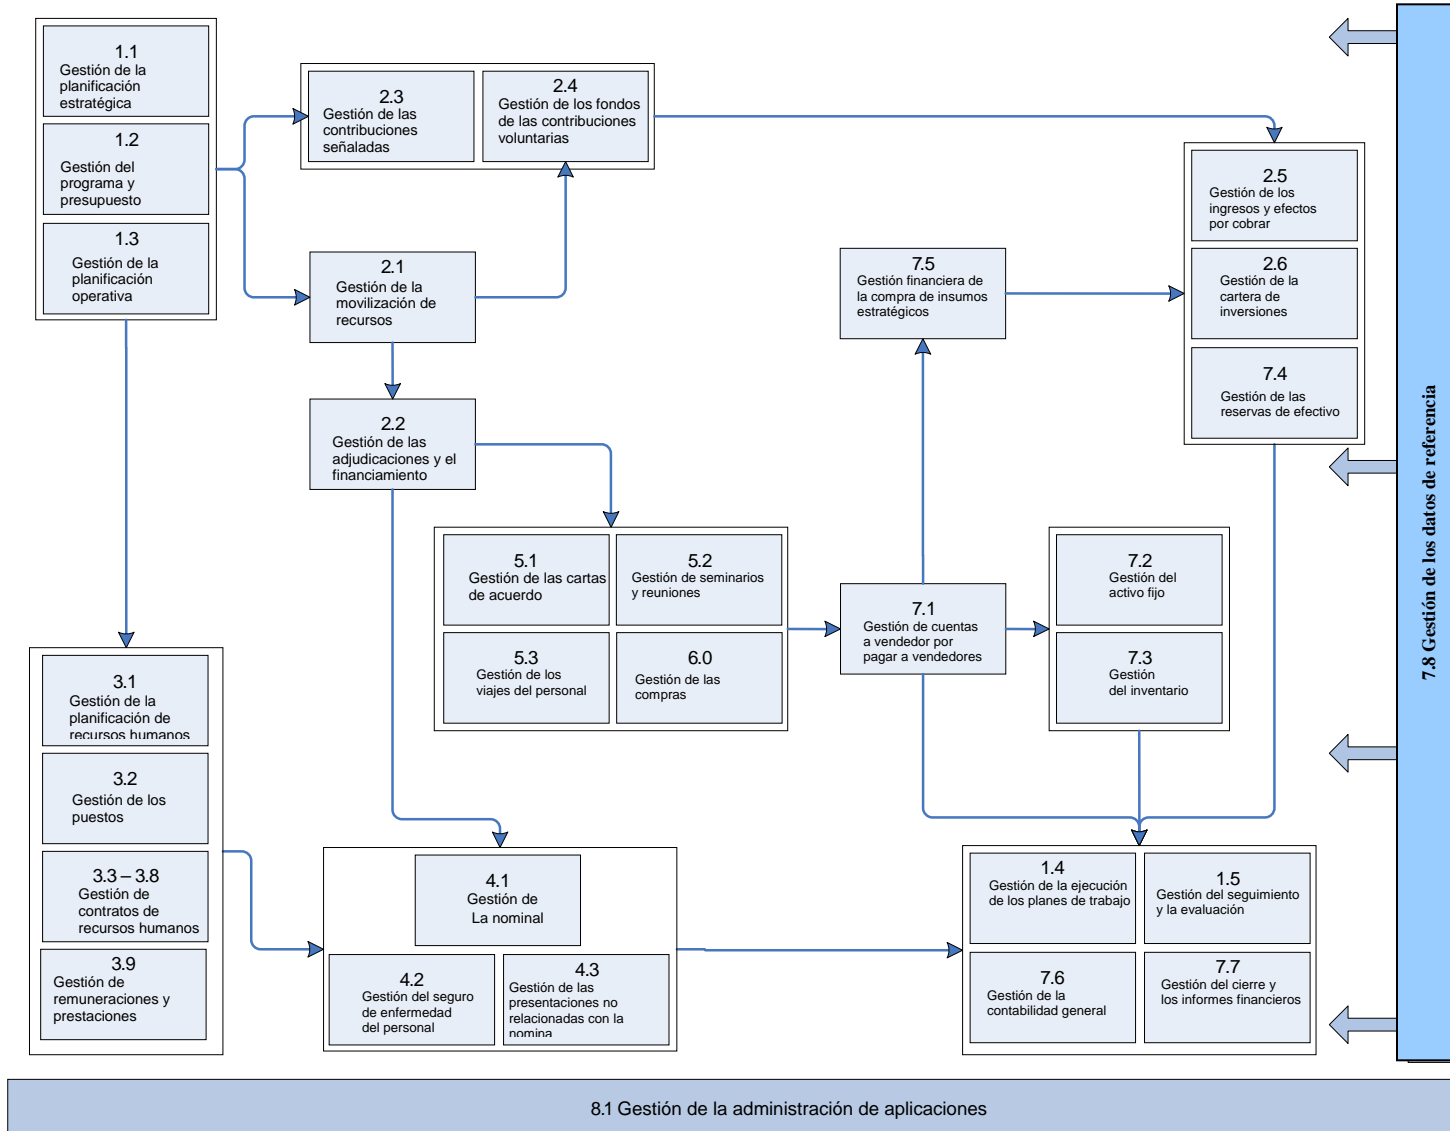 1.1
Gestión de la
planificación
estratégica
1.2
Gestión del
programa y
presupuesto
1.3
Gestión de la
planificación
operativa
2.3
Gestión de las
contribuciones
señaladas
2.4
Gestión de los fondos
de las contribuciones
voluntarias
2.1
Gestión de la
movilización de
recursos
2.2
Gestión de las
adjudicaciones y el
financiamiento
2.5
Gestión de los
ingresos y efectos
por cobrar
2.6
Gestión de la
cartera de
inversiones
7.4
Gestión de las
reservas de efectivo
7.5
Gestión financiera de
la compra de insumos
estratégicos
5.1
Gestión de las cartas
de acuerdo
5.2
Gestión de seminarios
y reuniones
5.3
Gestión de los
viajes del personal
6.0
Gestión de las
compras
7.1
Gestión de cuentas
a vendedor por
pagar a vendedores
7.2
Gestión del
activo fijo
7.3
Gestión
del inventario
3.1
Gestión de la
planificación de
recursos humanos
3.2
Gestión de los
puestos
3.3 – 3.8
Gestión de
contratos de
recursos humanos
3.9
Gestión de
remuneraciones y
prestaciones
4.1
Gestión de
La nominal
4.2
Gestión del seguro
de enfermedad
del personal
4.3
Gestión de las
presentaciones no
relacionadas con la
nomina
1.4
Gestión de la ejecución
de los planes de trabajo
1.5
Gestión del seguimiento
y la evaluación
7.6
Gestión de la
contabilidad general
7.7
Gestión del cierre y
los informes financieros
7.8 Gestión de los datos de referencia
8.1 Gestión de la administración de aplicaciones